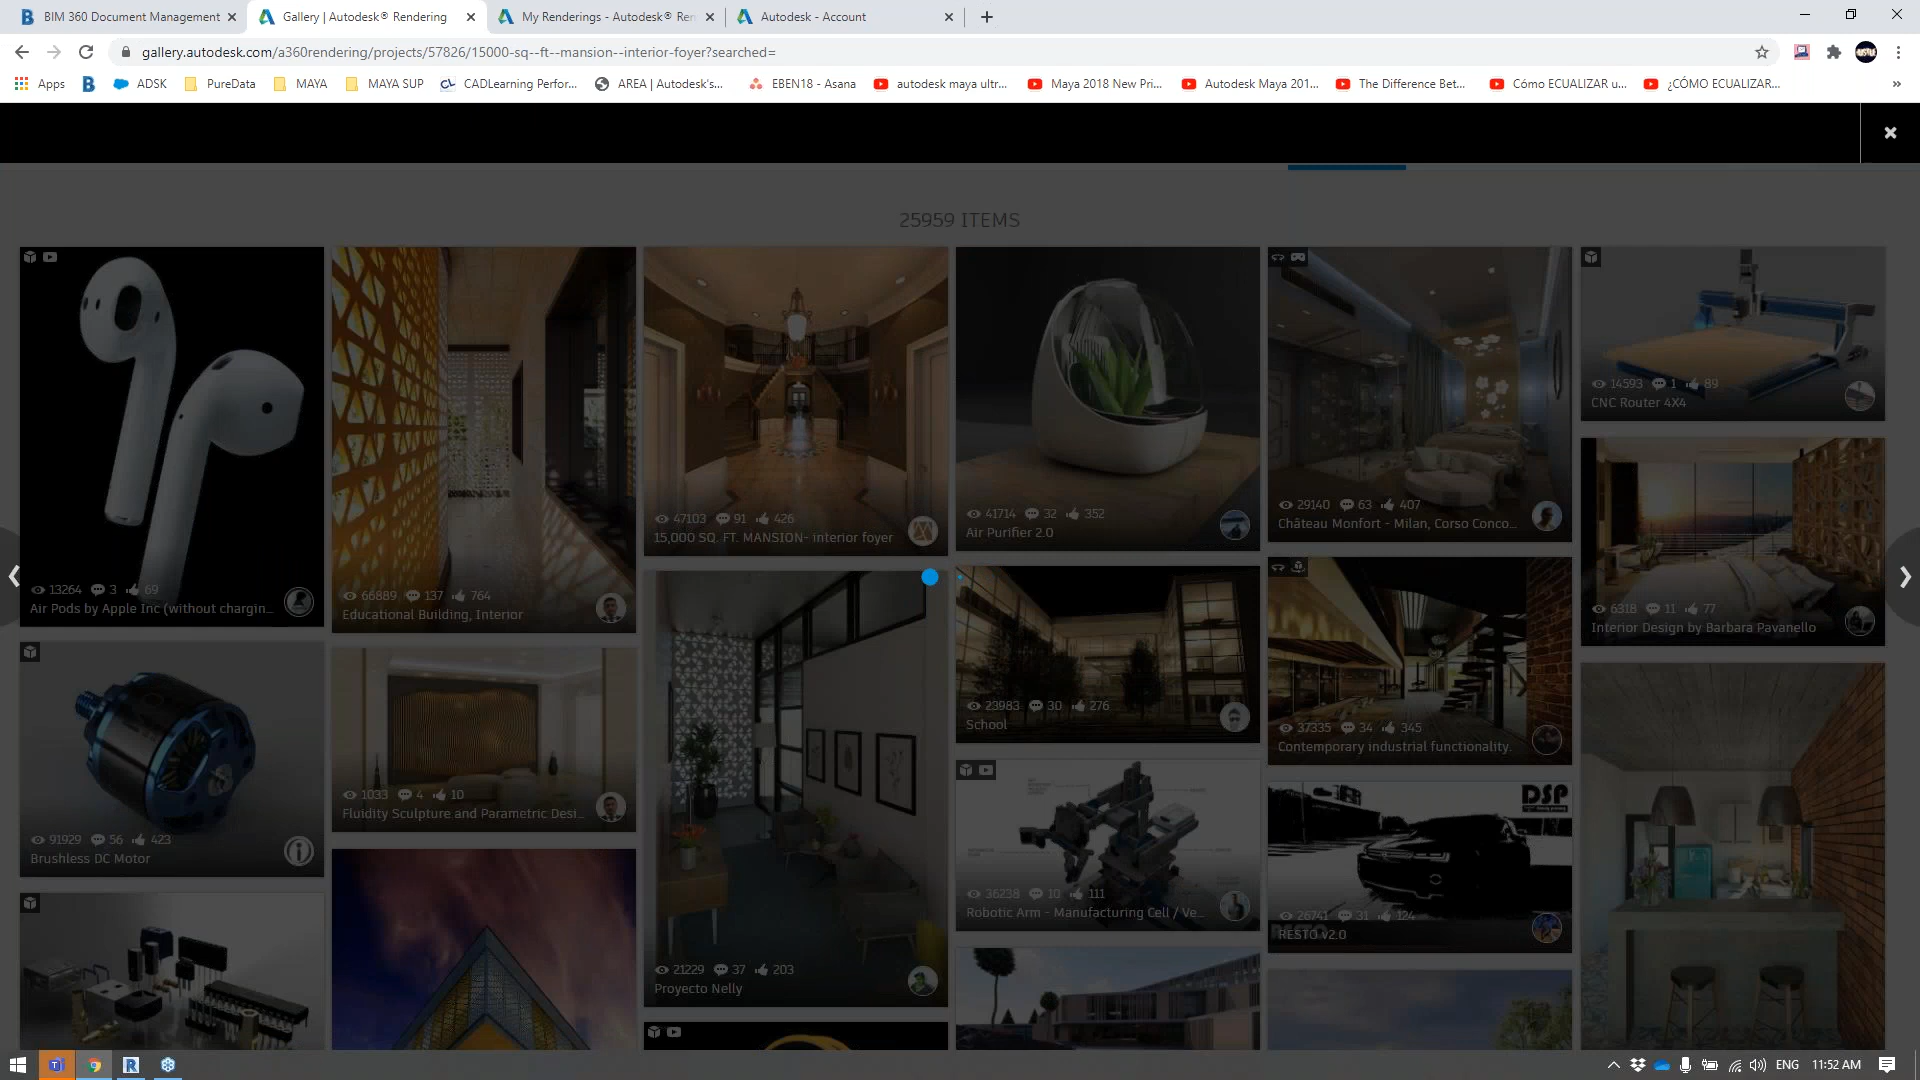 BIM 360 Document Management
Gallery | Autodesk® Rendering
My Renderings - Autodesk® Ren
Autodesk - Account
gallery.autodesk.com/a360rendering/projects/57826/15000-sq--ft--mansion--interior-foyer?searched=
Apps
ADSK
PureData
MAYA
MAYA SUP
CADLearning Perfor...
AREA | Autodesk's...
EBEN18 - Asana
autodesk maya ultr...
Maya 2018 New Pri...
Autodesk Maya 201...
The Difference Bet...
Cómo ECUALIZAR u...
¿CÓMO ECUALIZAR...
25959 ITEMS
13264 3 69
Air Pods by Apple Inc (without chargin...
66889 137 764
Educational Building, Interior
47103 91 426
15,000 SQ. FT. MANSION- interior foyer
41714 32 352
Air Purifier 2.0
29140 63 407
Château Monfort - Milan, Corso Conco...
14593 1 89
CNC Router 4X4
6318 11 77
Interior Design by Barbara Pavanello
91929 56 423
Brushless DC Motor
1033 4 10
Fluidity Sculpture and Parametric Desi...
21229 37 203
Proyecto Nelly
23983 30 276
School
36238 10 111
Robotic Arm - Manufacturing Cell / Ve...
37335 34 345
Contemporary industrial functionality.
DSP
26741 31 124
RESTO v2.0
ENG
11:52 AM